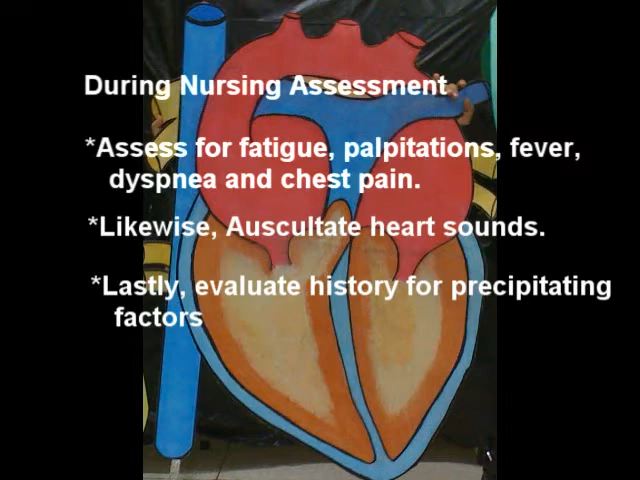 During Nursing Assessment
*Assess for fatigue, palpitations, fever,
dyspnea and chest pain.
*Likewise, Auscultate heart sounds.
*Lastly, evaluate history for precipitating
factors